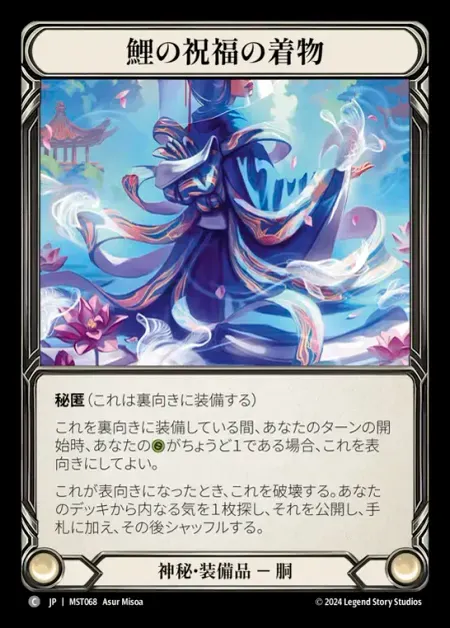 鯉の祝福の着物
秘匿（これは裏向きに装備する）
これを裏向きに装備している間、あなたのターンの開
始時、あなたのがちょうど1である場合、これを表
向きにしてよい。
これが表向きになったとき、これを破壊する。あなた
のデッキから内なる気を1枚探し、それを公開し、手
札に加え、その後シャッフルする。
神秘・装備品 － 胴
C JP | MST068 Asur Misoa
© 2024 Legend Story Studios